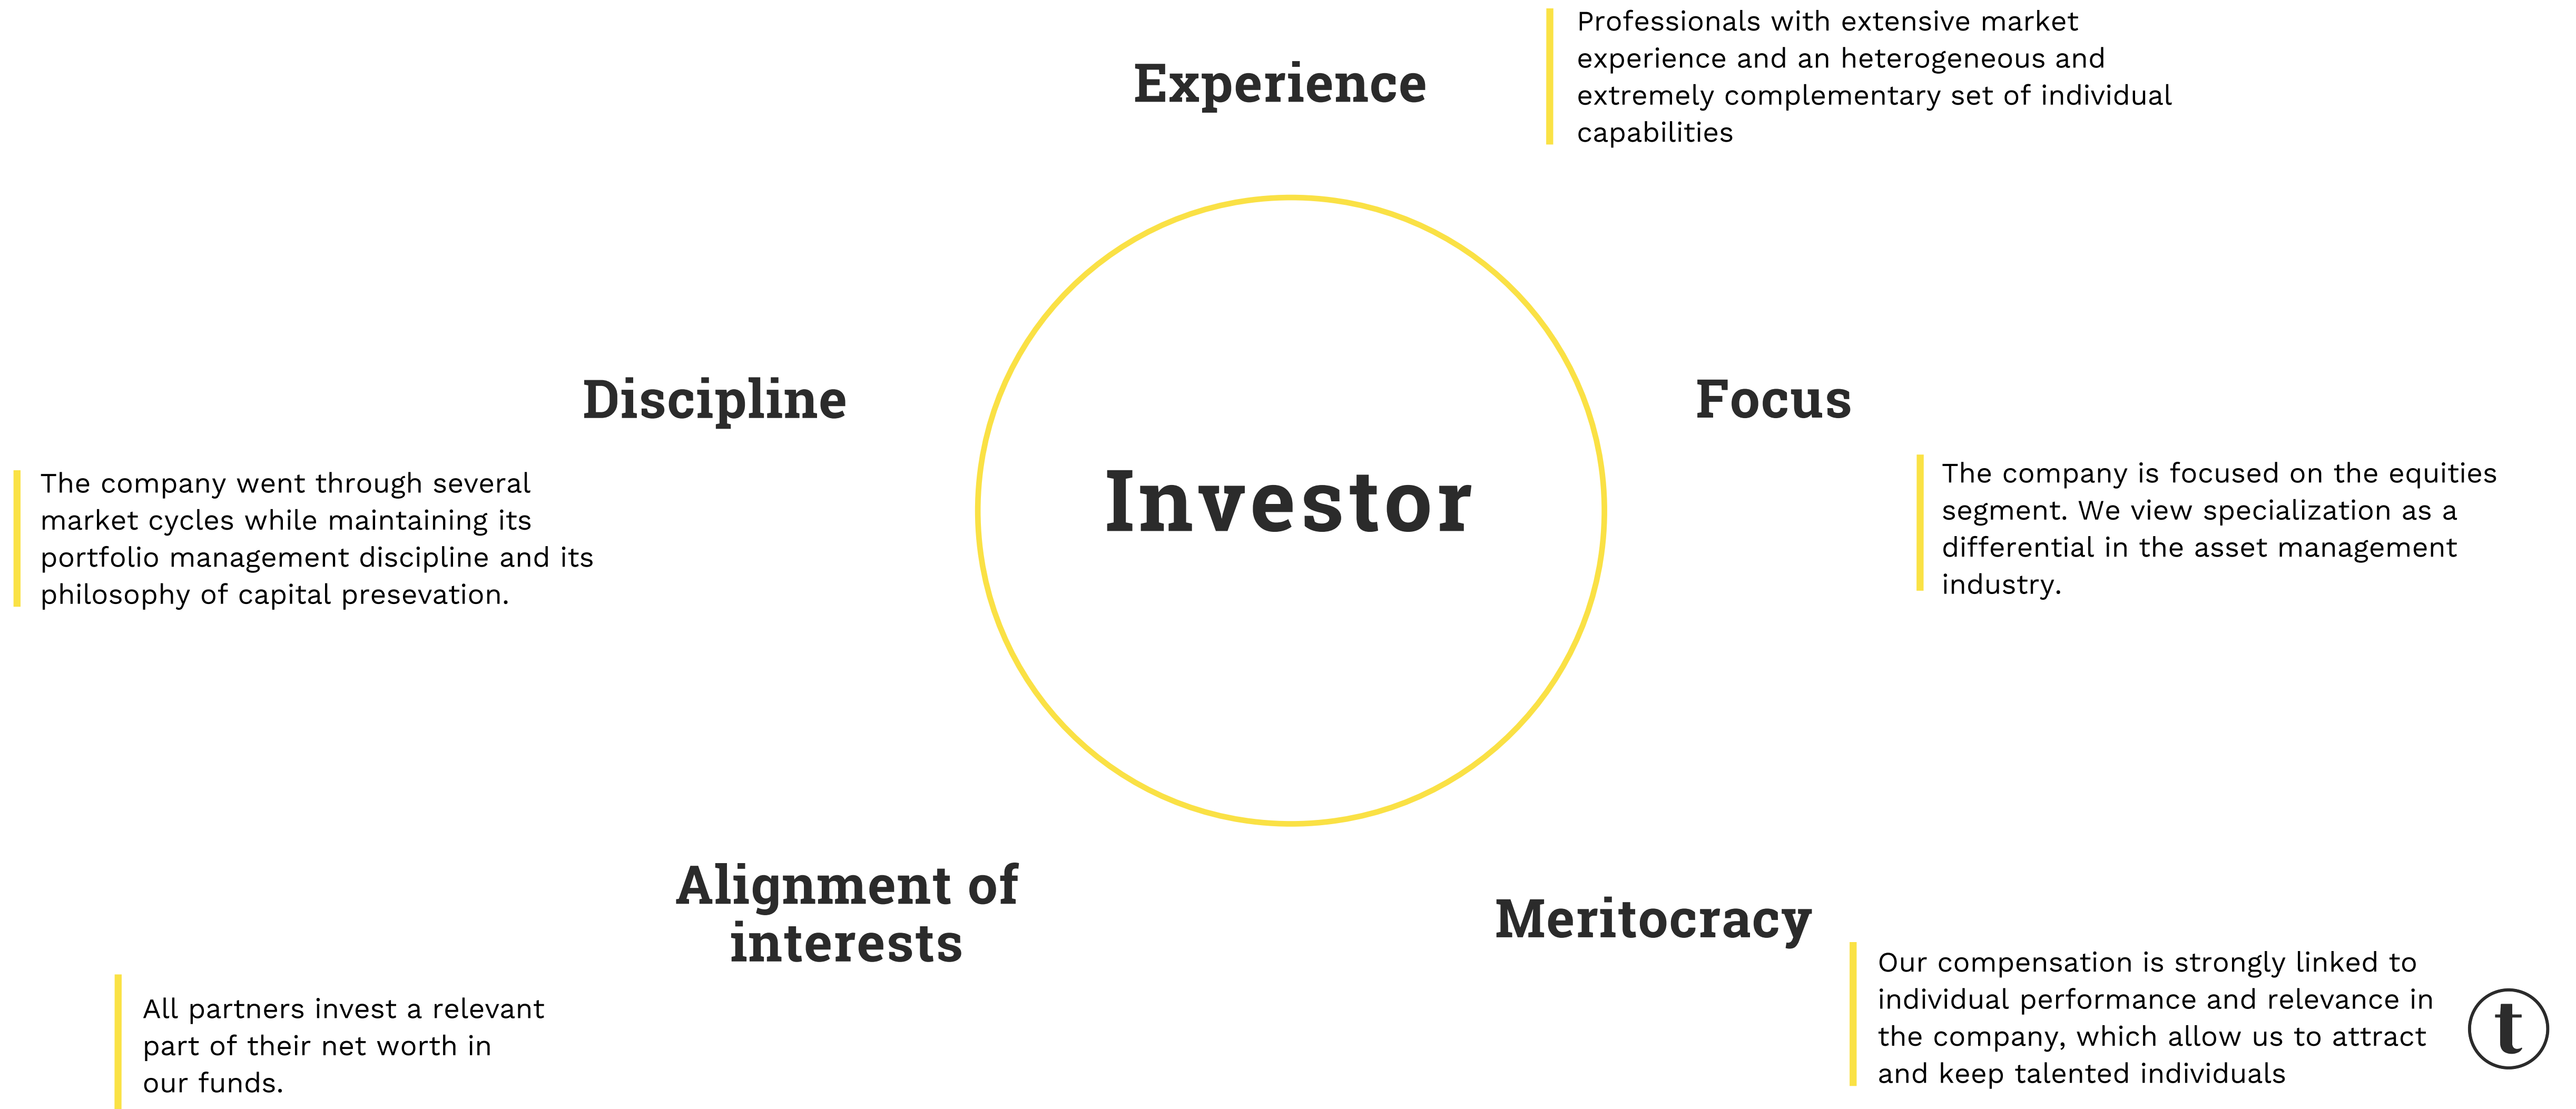 Experience
Professionals with extensive market
experience and an heterogeneous and
extremely complementary set of individual
capabilities
Discipline
The company went through several
market cycles while maintaining its
portfolio management discipline and its
philosophy of capital presevation.
Investor
Focus
The company is focused on the equities
segment. We view specialization as a
differential in the asset management
industry.
Alignment of
interests
All partners invest a relevant
part of their net worth in
our funds.
Meritocracy
Our compensation is strongly linked to
individual performance and relevance in
the company, which allow us to attract
and keep talented individuals
t